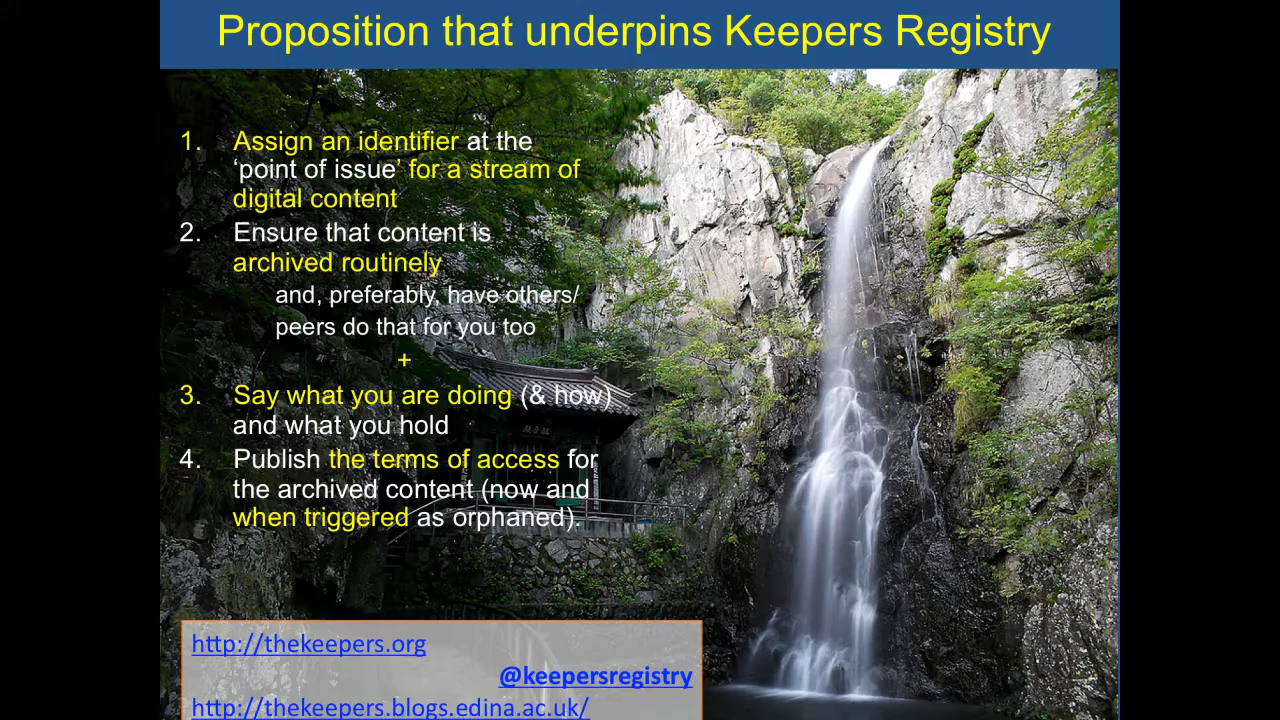 Proposition that underpins Keepers Registry
1. Assign an identifier at the
‘point of issue’ for a stream of
digital content
2. Ensure that content is
archived routinely
and, preferably, have others/
peers do that for you too
+
3. Say what you are doing (& how)
and what you hold
4. Publish the terms of access for
the archived content (now and
when triggered as orphaned).
http://thekeepers.org
@keepersregistry
http://thekeepers.blogs.edina.ac.uk/